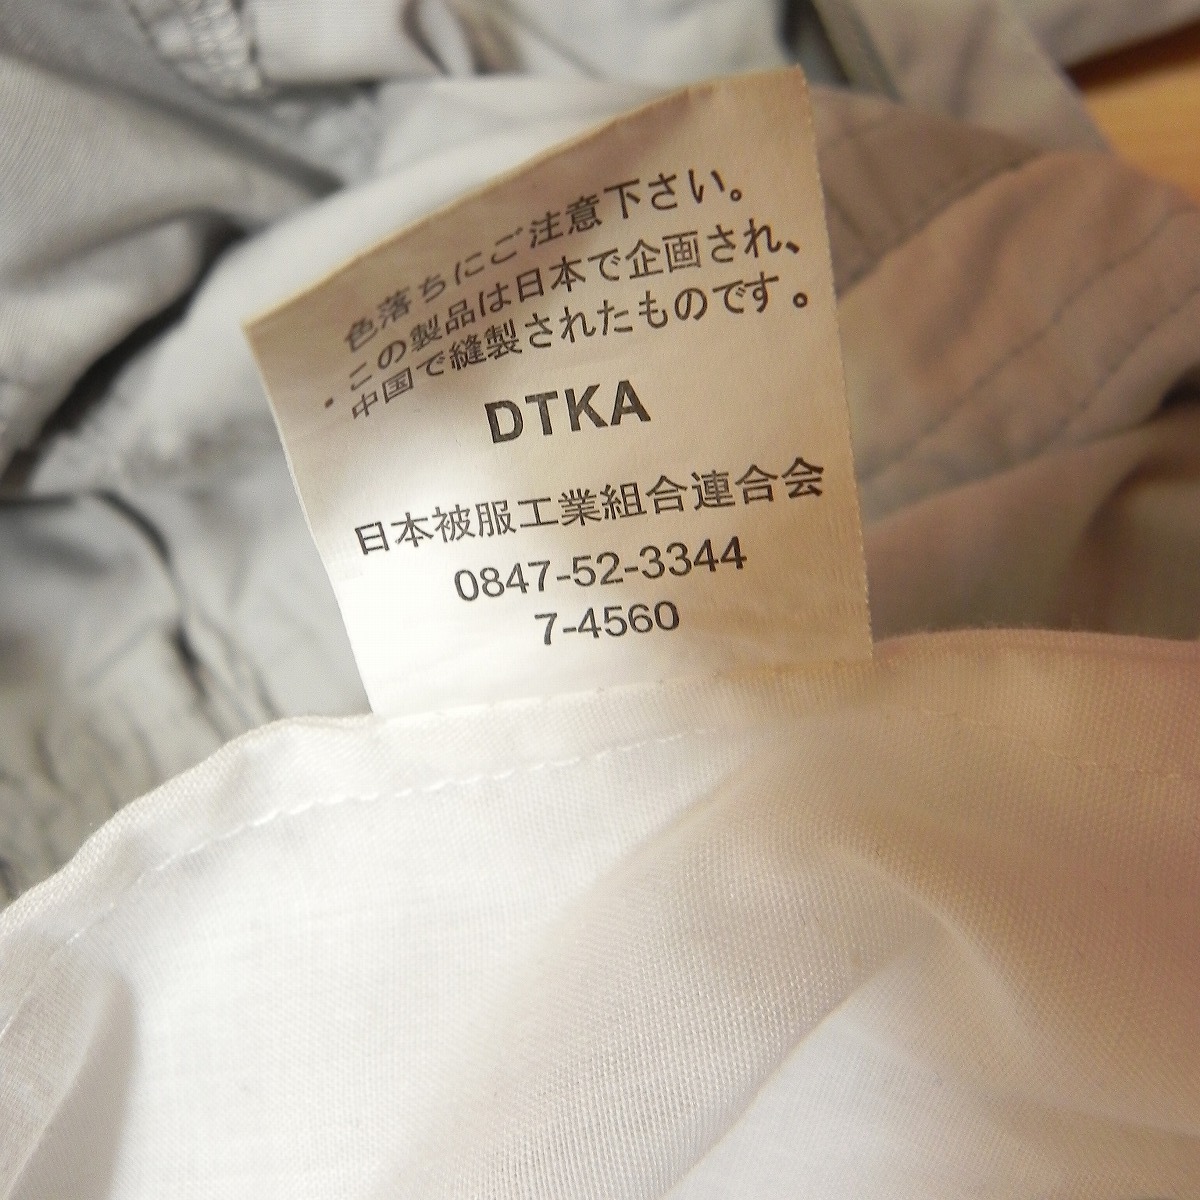 色落ちにご注意下さい。
・この製品は日本で企画され、
中国で縫製されたものです。
DTKA
日本被服工業組合連合会
0847-52-3344
7-4560